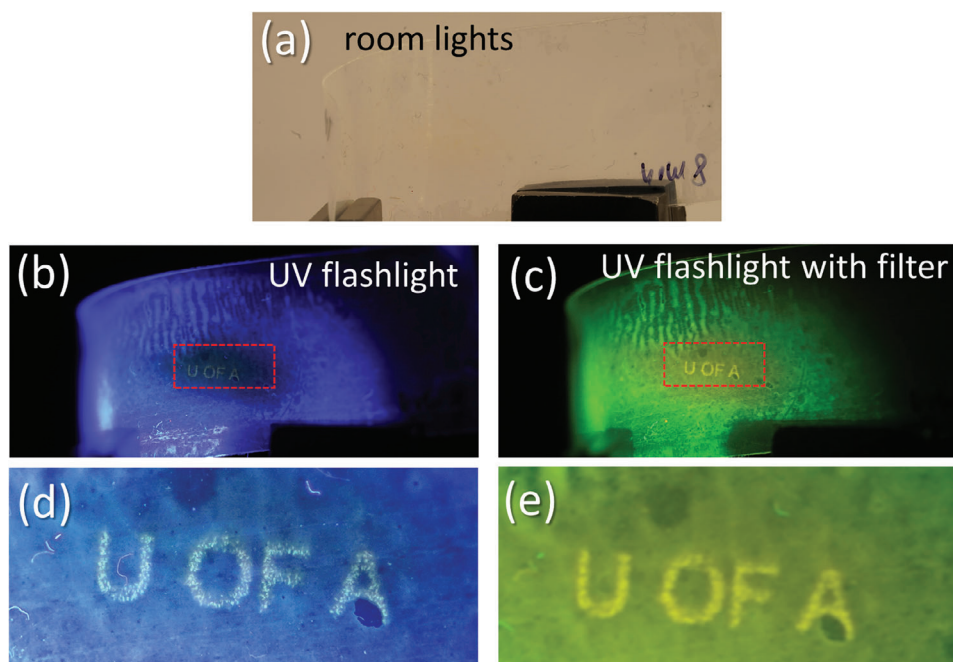 (a) room lights
(b) UV flashlight
U OF A
(c) UV flashlight with filter
U OF A
(d)
U OF A
(e)
U OF A